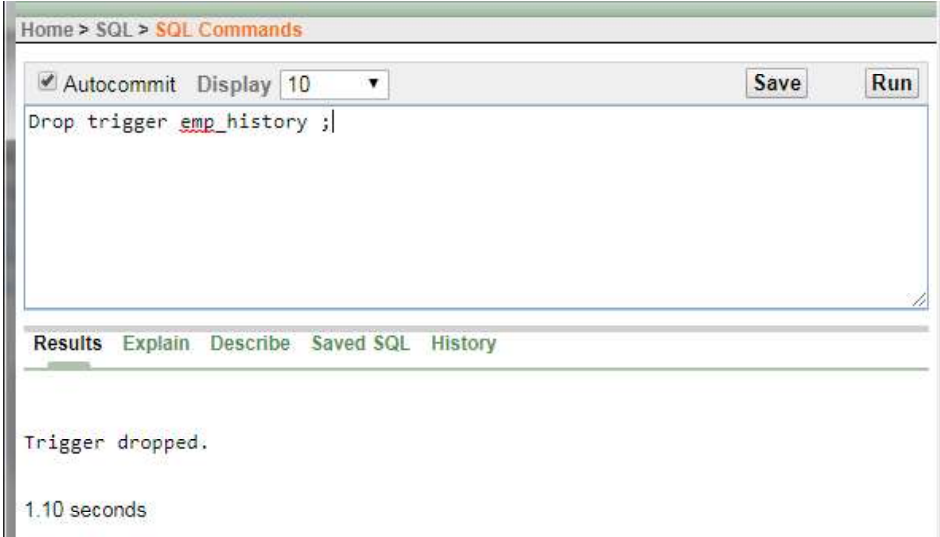 Home > SQL > SQL Commands
Autocommit Display 10 Save Run
Drop trigger emp_history ;
Results Explain Describe Saved SQL History
Trigger dropped.
1.10 seconds